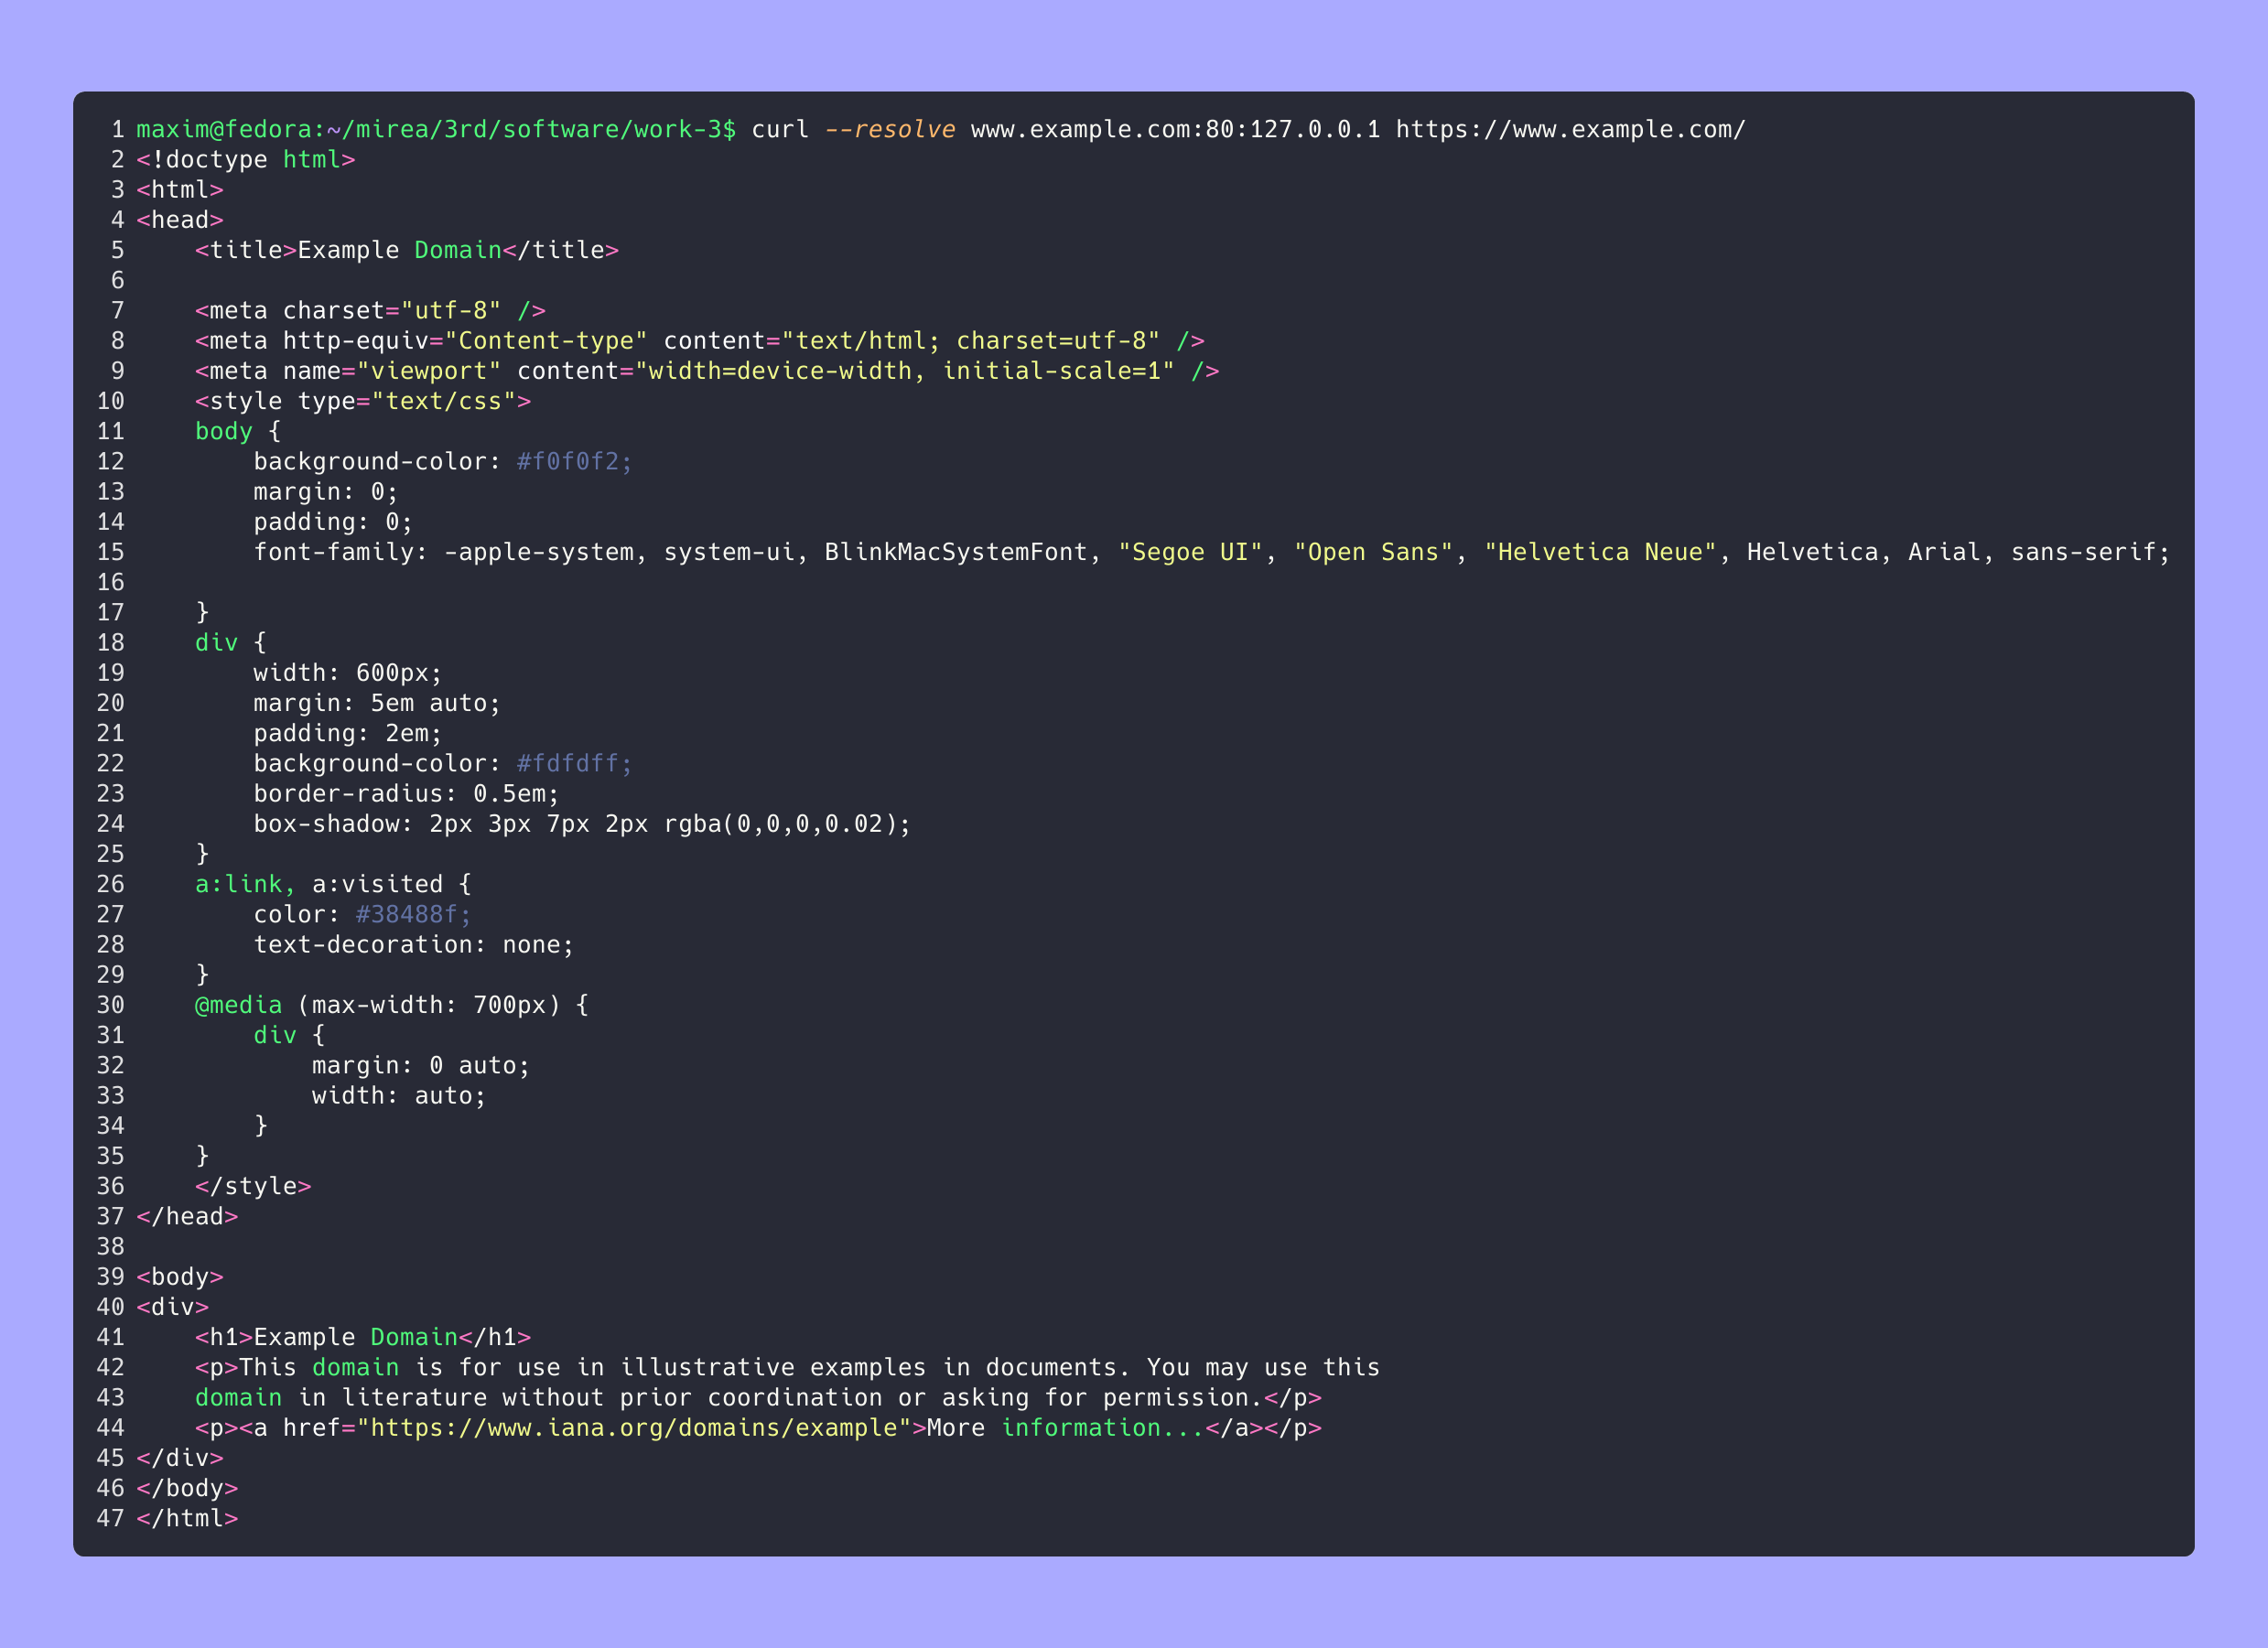 1 maxim@fedora:~/mirea/3rd/software/work-3$ curl --resolve www.example.com:80:127.0.0.1 https://www.example.com/
2 <!doctype html>
3 <html>
4 <head>
5     <title>Example Domain</title>
6
7     <meta charset="utf-8" />
8     <meta http-equiv="Content-type" content="text/html; charset=utf-8" />
9     <meta name="viewport" content="width=device-width, initial-scale=1" />
10     <style type="text/css">
11     body {
12         background-color: #f0f0f2;
13         margin: 0;
14         padding: 0;
15         font-family: -apple-system, system-ui, BlinkMacSystemFont, "Segoe UI", "Open Sans", "Helvetica Neue", Helvetica, Arial, sans-serif;
16
17     }
18     div {
19         width: 600px;
20         margin: 5em auto;
21         padding: 2em;
22         background-color: #fdfdff;
23         border-radius: 0.5em;
24         box-shadow: 2px 3px 7px 2px rgba(0,0,0,0.02);
25     }
26     a:link, a:visited {
27         color: #38488f;
28         text-decoration: none;
29     }
30     @media (max-width: 700px) {
31         div {
32             margin: 0 auto;
33             width: auto;
34         }
35     }
36     </style>
37 </head>
38
39 <body>
40 <div>
41     <h1>Example Domain</h1>
42     <p>This domain is for use in illustrative examples in documents. You may use this
43     domain in literature without prior coordination or asking for permission.</p>
44     <p><a href="https://www.iana.org/domains/example">More information...</a></p>
45 </div>
46 </body>
47 </html>